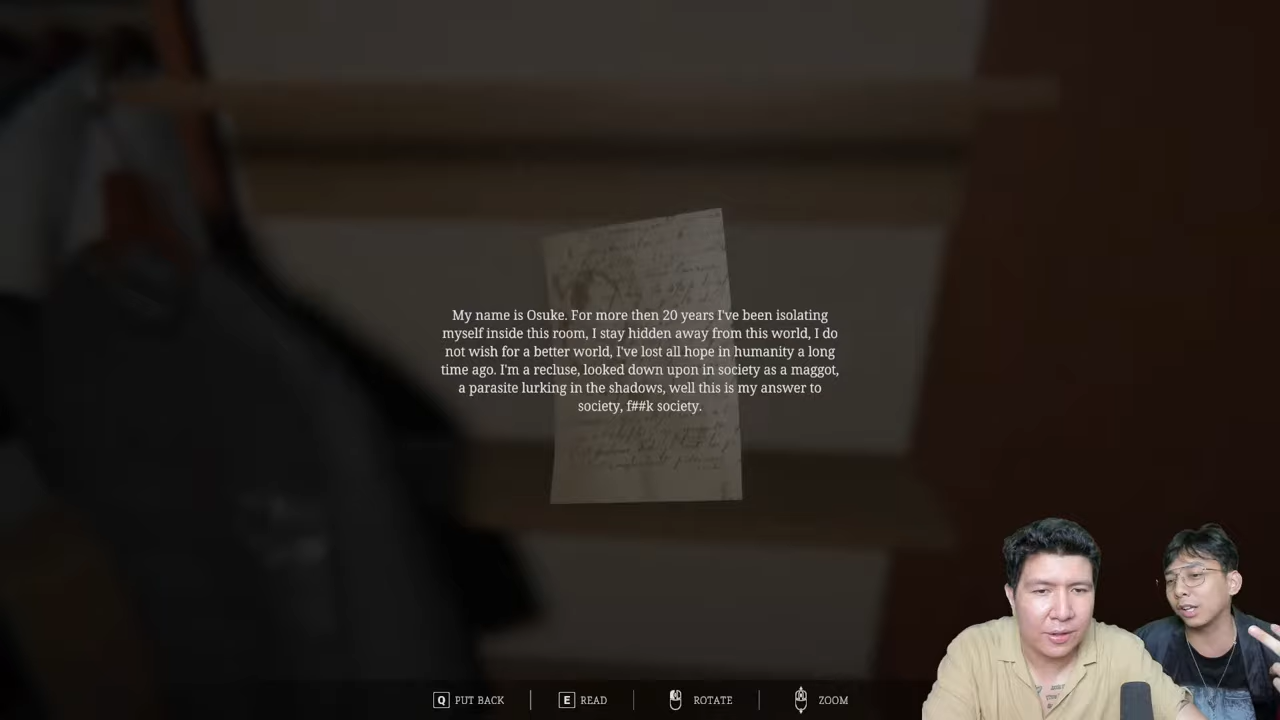 My name is Osuke. For more then 20 years I've been isolating
myself inside this room, I stay hidden away from this world, I do
not wish for a better world, I've lost all hope in humanity a long
time ago. I'm a recluse, looked down upon in society as a maggot,
a parasite lurking in the shadows, well this is my answer to
society, f##k society.
Q PUT BACK
E READ
ROTATE
ZOOM